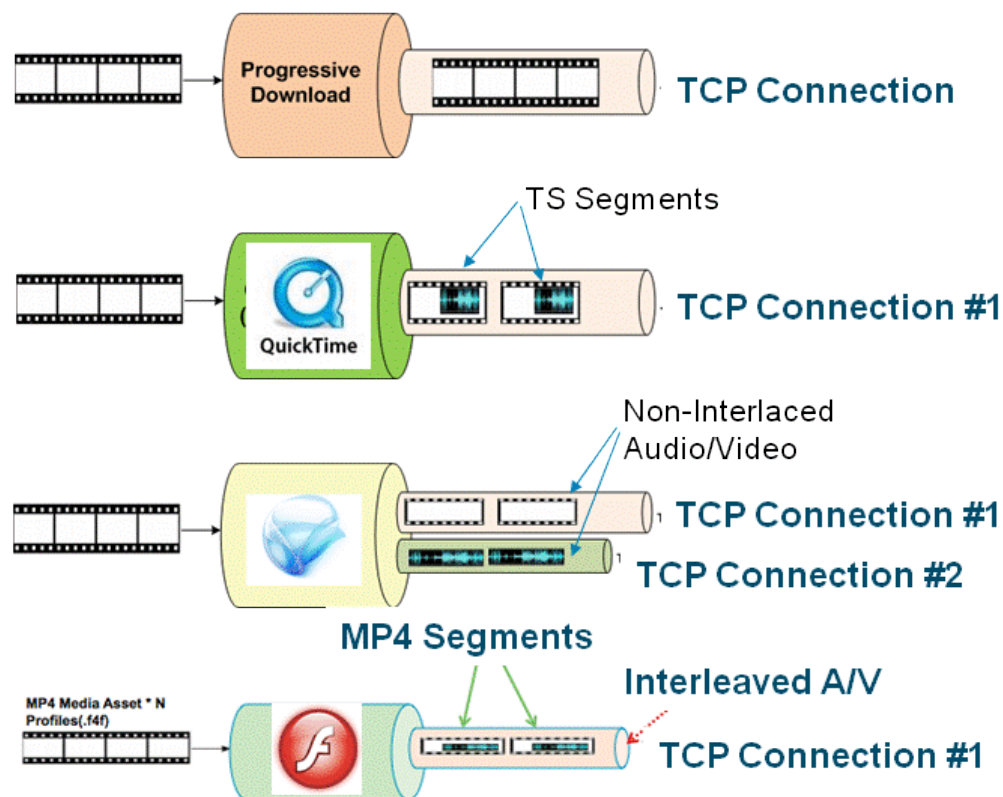 Progressive
Download
TCP Connection
TS Segments
(
QuickTime
TCP Connection #1
Non-Interlaced
Audio/Video
TCP Connection #1
TCP Connection #2
MP4 Segments
Interleaved A/V
MP4 Media Asset * N
Profiles(.f4f)
TCP Connection #1